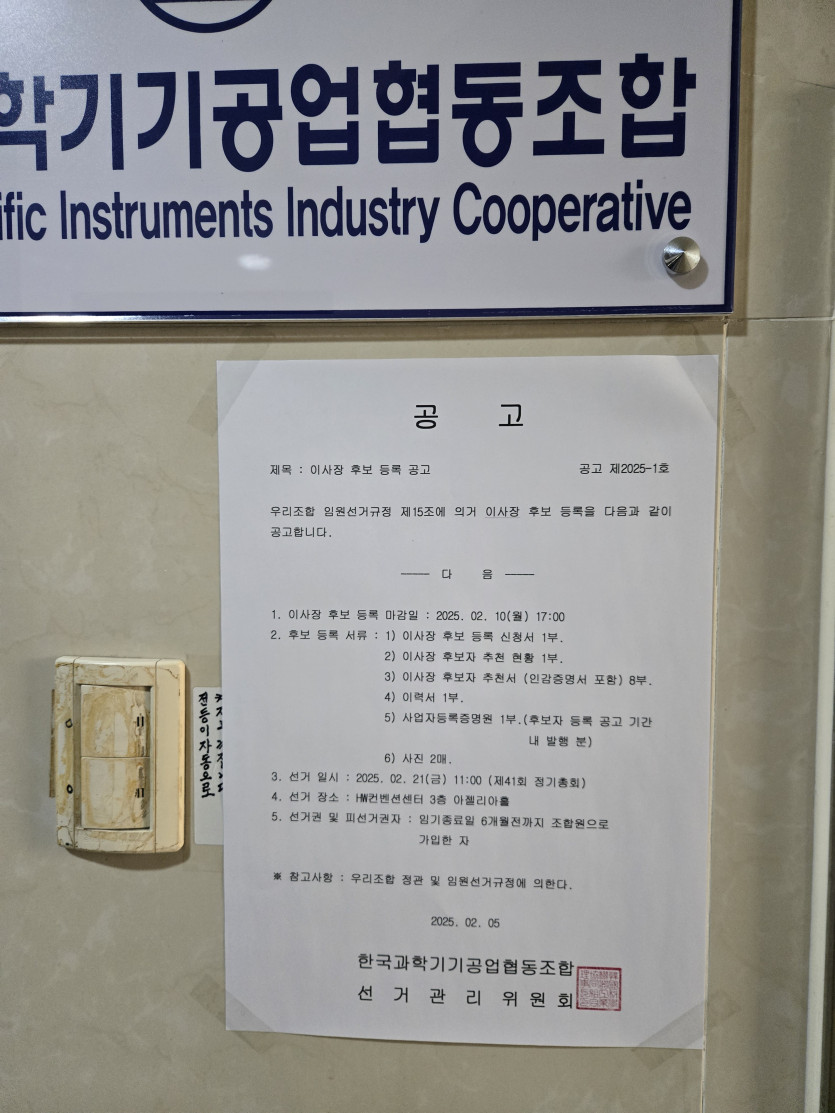 학기기공업협동조합
ific Instruments Industry Cooperative
공 고
제목 : 이사장 후보 등록 공고 공고 제2025-1호
우리조합 임원선거규정 제15조에 의거 이사장 후보 등록을 다음과 같이
공고합니다.
――― 다 음 ―――
1. 이사장 후보 등록 마감일 : 2025. 02. 10(월) 17:00
2. 후보 등록 서류 : 1) 이사장 후보 등록 신청서 1부.
2) 이사장 후보자 추천 현황 1부.
3) 이사장 후보자 추천서 (인감증명서 포함) 8부.
4) 이력서 1부.
5) 사업자등록증명원 1부.(후보자 등록 공고 기간
내 발행 분)
6) 사진 2매.
3. 선거 일시 : 2025. 02. 21(금) 11:00 (제41회 정기총회)
4. 선거 장소 : HW컨벤션센터 3층 아젤리아홀
5. 선거권 및 피선거권자 : 임기종료일 6개월전까지 조합원으로
가입한 자
※ 참고사항 : 우리조합 정관 및 임원선거규정에 의한다.
2025. 02. 05
한국과학기기공업협동조합
선 거 관 리 위 원 회
전등이 자동으로